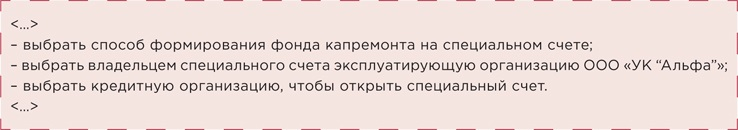 <...>
– выбрать способ формирования фонда капремонта на специальном счете;
– выбрать владельцем специального счета эксплуатирующую организацию ООО «УК “Альфа”»;
– выбрать кредитную организацию, чтобы открыть специальный счет.
<...>